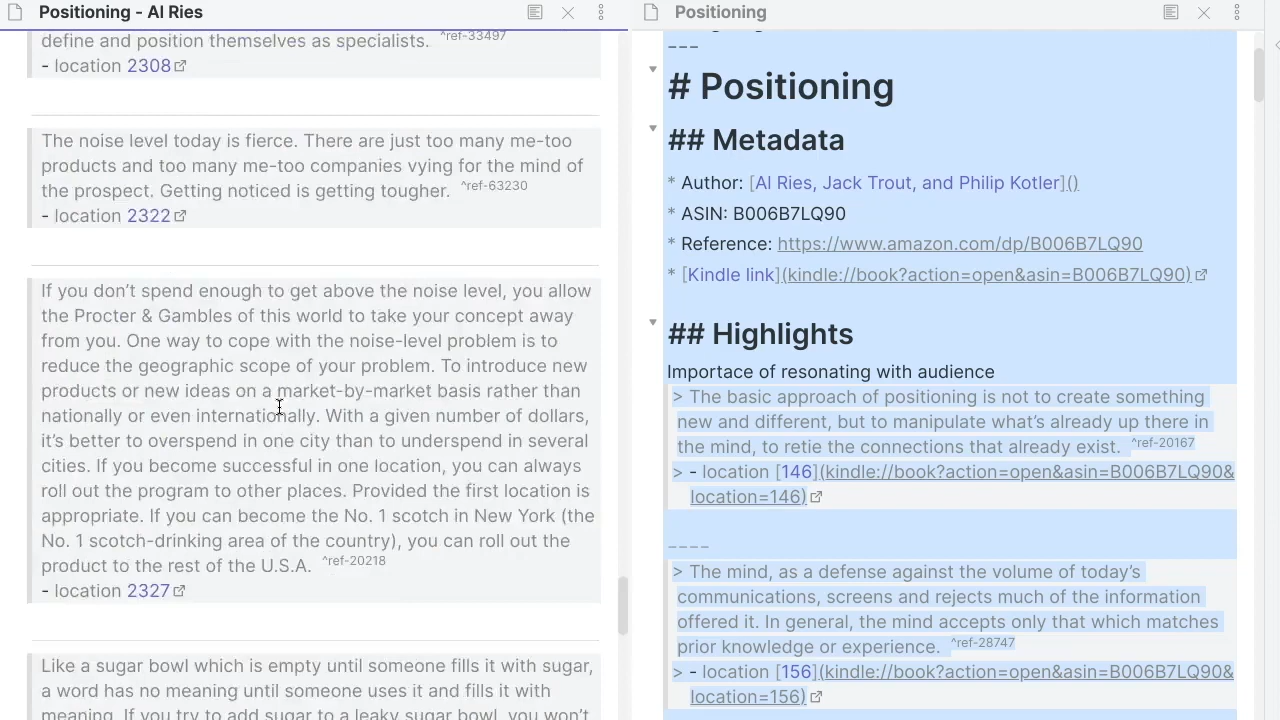 Positioning - Al Ries
define and position themselves as specialists. ^ref-33497
- location 2308
The noise level today is fierce. There are just too many me-too
products and too many me-too companies vying for the mind of
the prospect. Getting noticed is getting tougher. ^ref-63230
- location 2322
If you don’t spend enough to get above the noise level, you allow
the Procter & Gambles of this world to take your concept away
from you. One way to cope with the noise-level problem is to
reduce the geographic scope of your problem. To introduce new
products or new ideas on a market-by-market basis rather than
nationally or even internationally. With a given number of dollars,
it’s better to overspend in one city than to underspend in several
cities. If you become successful in one location, you can always
roll out the program to other places. Provided the first location is
appropriate. If you can become the No. 1 scotch in New York (the
No. 1 scotch-drinking area of the country), you can roll out the
product to the rest of the U.S.A. ^ref-20218
- location 2327
Like a sugar bowl which is empty until someone fills it with sugar,
a word has no meaning until someone uses it and fills it with
meaning. If you try to add sugar to a leaky sugar bowl, you won’t
Positioning
---
# Positioning
## Metadata
* Author: [Al Ries, Jack Trout, and Philip Kotler]()
* ASIN: B006B7LQ90
* Reference: https://www.amazon.com/dp/B006B7LQ90
* [Kindle link](kindle://book?action=open&asin=B006B7LQ90)
## Highlights
Importace of resonating with audience
> The basic approach of positioning is not to create something
new and different, but to manipulate what’s already up there in
the mind, to retie the connections that already exist. ^ref-20167
> - location [146](kindle://book?action=open&asin=B006B7LQ90&
location=146)
----
> The mind, as a defense against the volume of today’s
communications, screens and rejects much of the information
offered it. In general, the mind accepts only that which matches
prior knowledge or experience. ^ref-28747
> - location [156](kindle://book?action=open&asin=B006B7LQ90&
location=156)